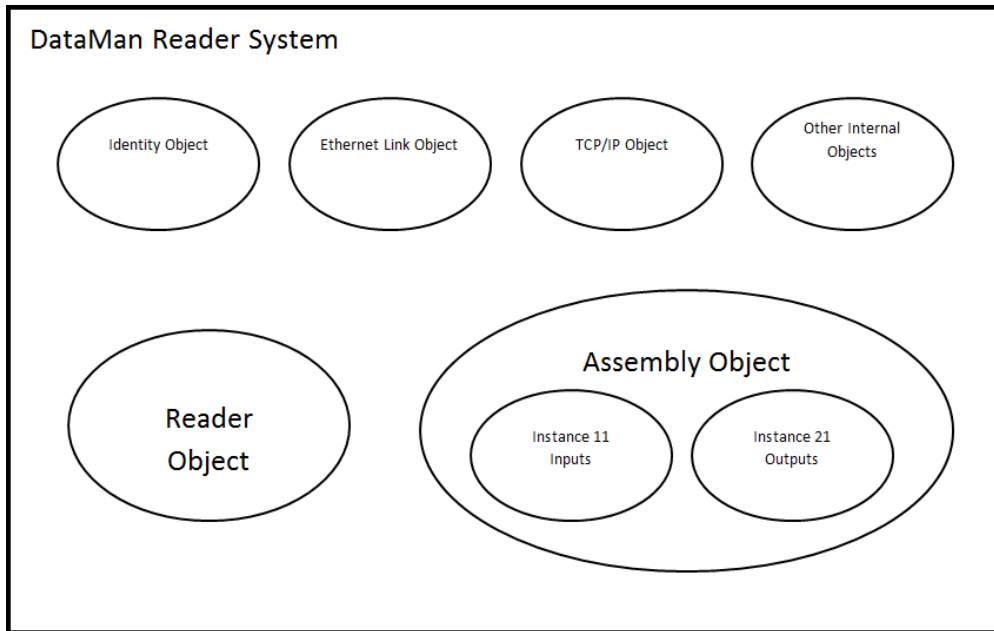 DataMan Reader System
Identity Object
Ethernet Link Object
TCP/IP Object
Other Internal
Objects
Reader
Object
Assembly Object
Instance 11
Inputs
Instance 21
Outputs